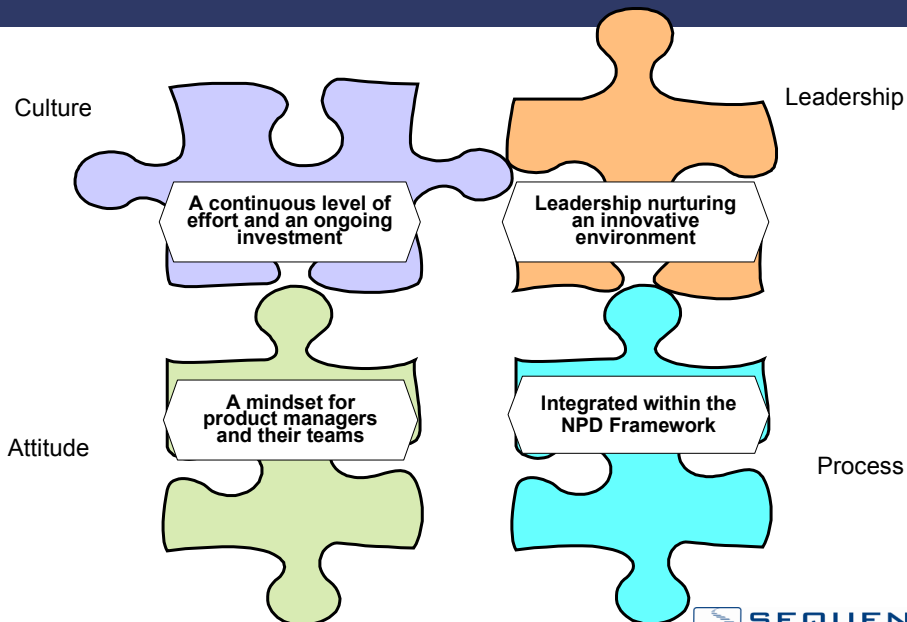 Culture
Leadership
A continuous level of
effort and an ongoing
investment
Leadership nurturing
an innovative
environment
A mindset for
product managers
and their teams
Integrated within the
NPD Framework
Attitude
Process